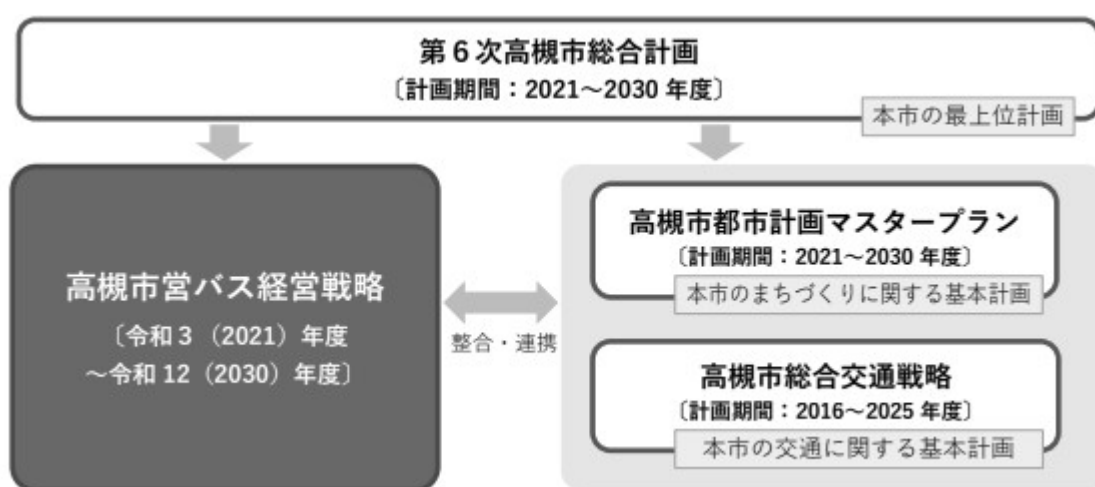 第6次高槻市総合計画
〔計画期間：2021～2030 年度〕
本市の最上位計画
高槻市営バス経営戦略
〔令和3（2021）年度
～令和12（2030）年度〕
整合・連携
高槻市都市計画マスタープラン
〔計画期間：2021～2030 年度〕
本市のまちづくりに関する基本計画
高槻市総合交通戦略
〔計画期間：2016～2025 年度〕
本市の交通に関する基本計画